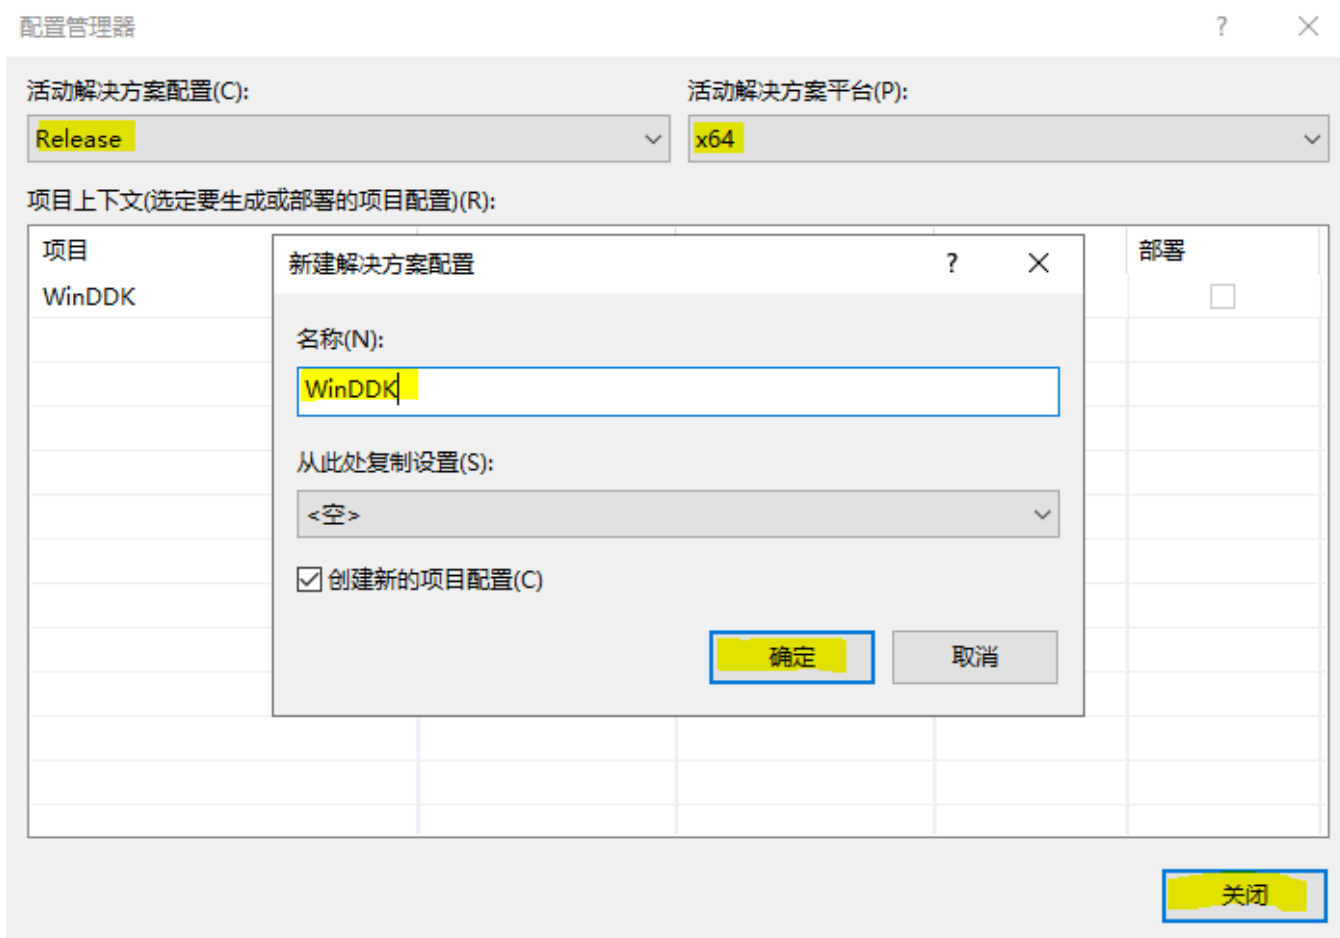 配置管理器
活动解决方案配置(C):
活动解决方案平台(P):
Release
x64
项目上下文(选定要生成或部署的项目配置)(R):
项目
部署
WinDDK
新建解决方案配置
名称(N):
WinDDK
从此处复制设置(S):
<空>
创建新的项目配置(C)
确定
取消
关闭